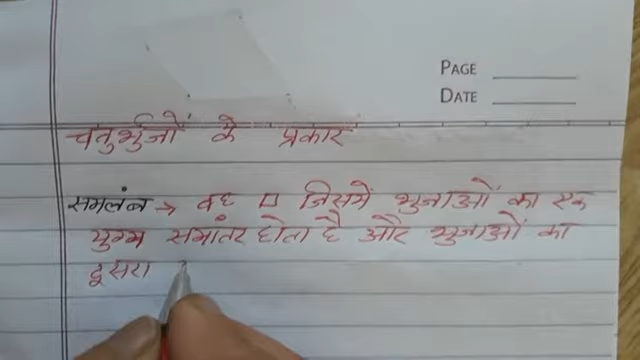 PAGE
DATE
चतुर्भुजों के प्रकार
समलंब → वह □ जिसमें भुजाओं का एक
युग्म समांतर होता है और भुजाओं का
दूसरा